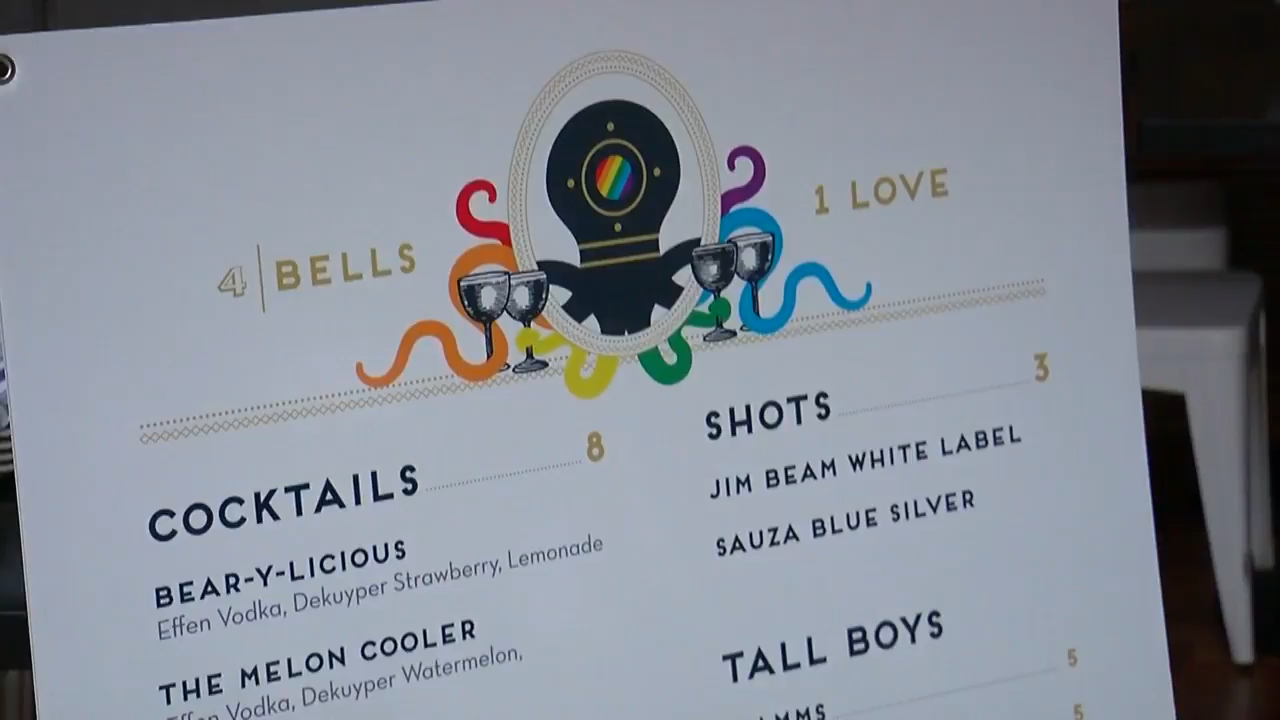 4 | BELLS
1 LOVE
COCKTAILS 8
BEAR-Y-LICIOUS
Effen Vodka, Dekuyper Strawberry, Lemonade
THE MELON COOLER
Effen Vodka, Dekuyper Watermelon,
SHOTS 3
JIM BEAM WHITE LABEL
SAUZA BLUE SILVER
TALL BOYS
5
5